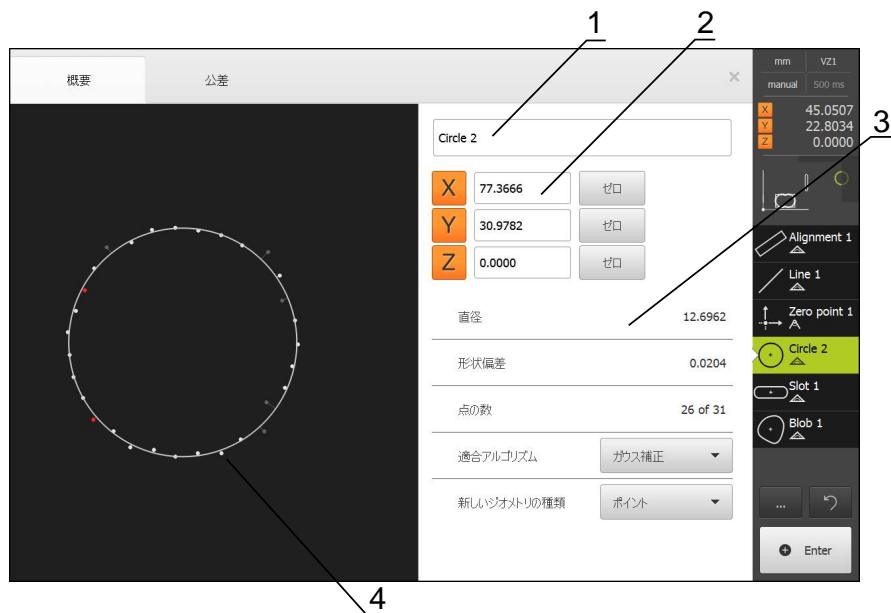 1
2
3
4
概要
公差
×
Circle 2
X 77.3666 ゼロ
Y 30.9782 ゼロ
Z 0.0000 ゼロ
直径 12.6962
形状偏差 0.0204
点の数 26 of 31
適合アルゴリズム ガウス補正
新しいジオメトリの種類 ポイント
mm VZ1
manual 500 ms
X 45.0507
Y 22.8034
Z 0.0000
Alignment 1
Line 1
Zero point 1
Circle 2
Slot 1
Blob 1
...
Enter